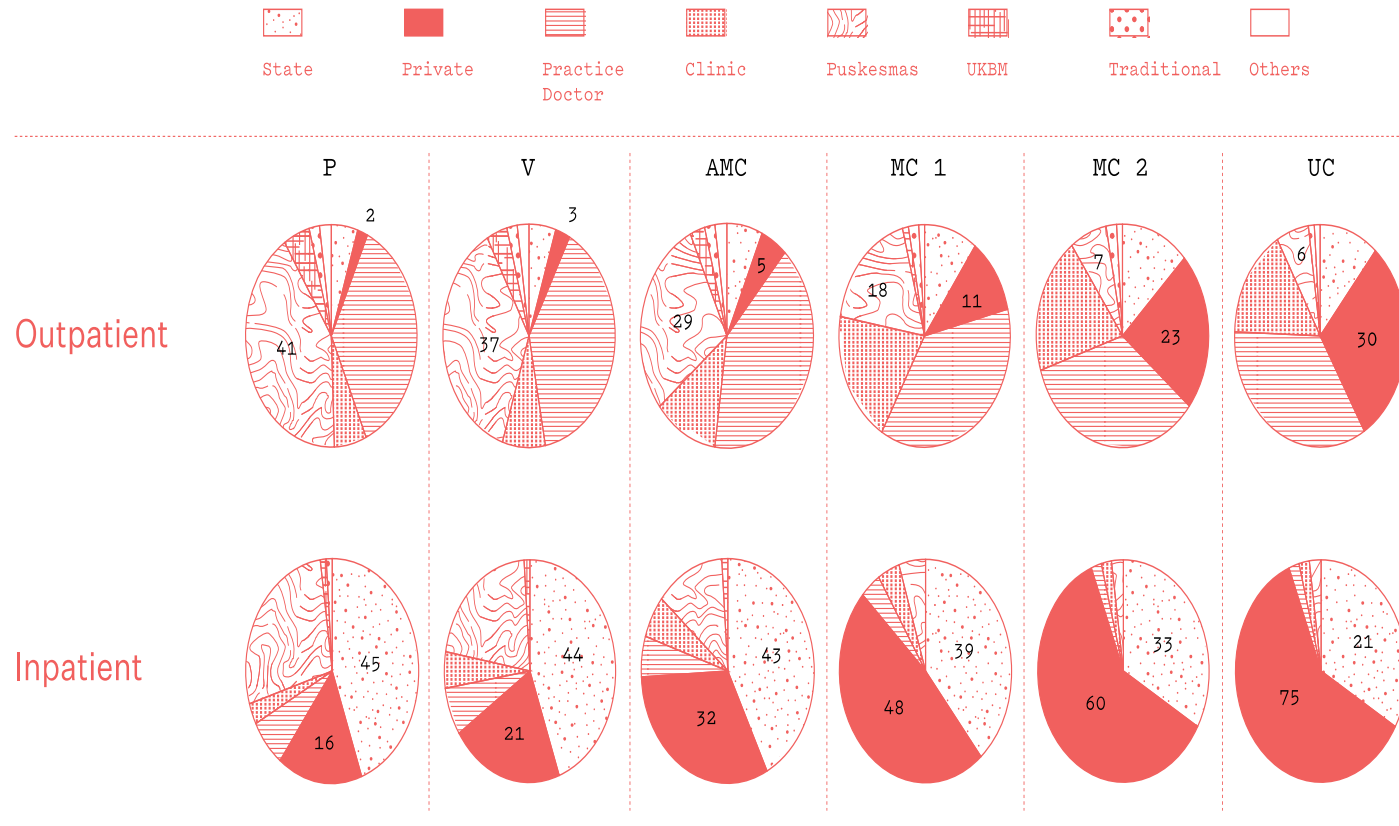 State
Private
Practice
Doctor
Clinic
Puskesmas
UKBM
Traditional
Others
P
V
AMC
MC 1
MC 2
UC
Outpatient
2
41
3
37
5
29
11
18
23
7
30
6
Inpatient
45
16
44
21
43
32
39
48
33
60
21
75